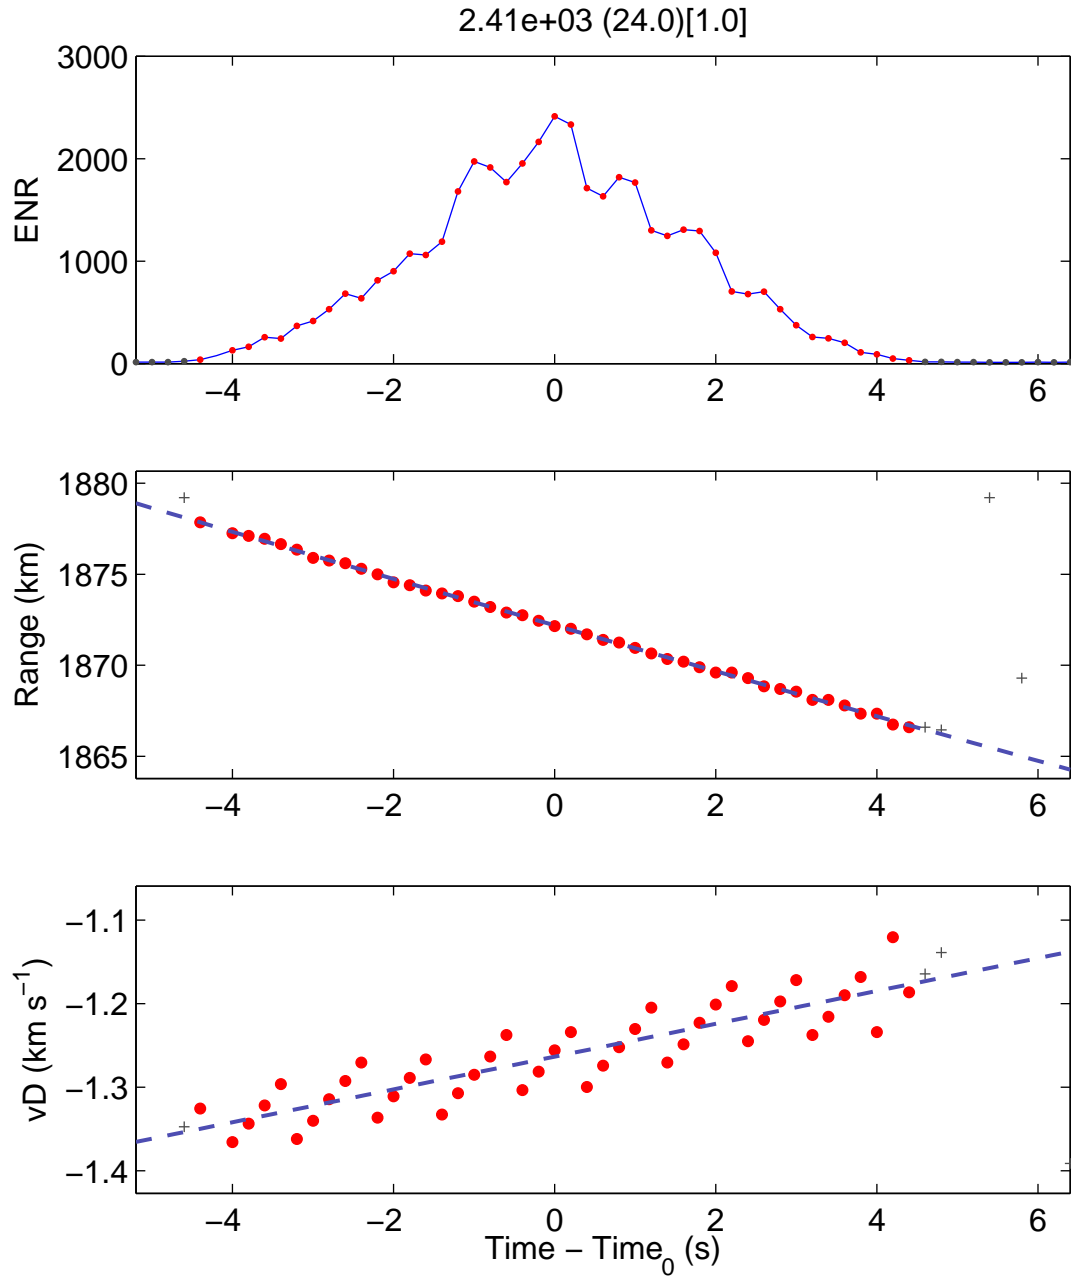 2.41e+03 (24.0)[1.0]
3000
2000
1000
0
ENR
−4 −2 0 2 4 6
1880
1875
1870
1865
Range (km)
−4 −2 0 2 4 6
−1.1
−1.2
−1.3
−1.4
vD (km s⁻¹)
−4 −2 0 2 4 6
Time − Time₀ (s)